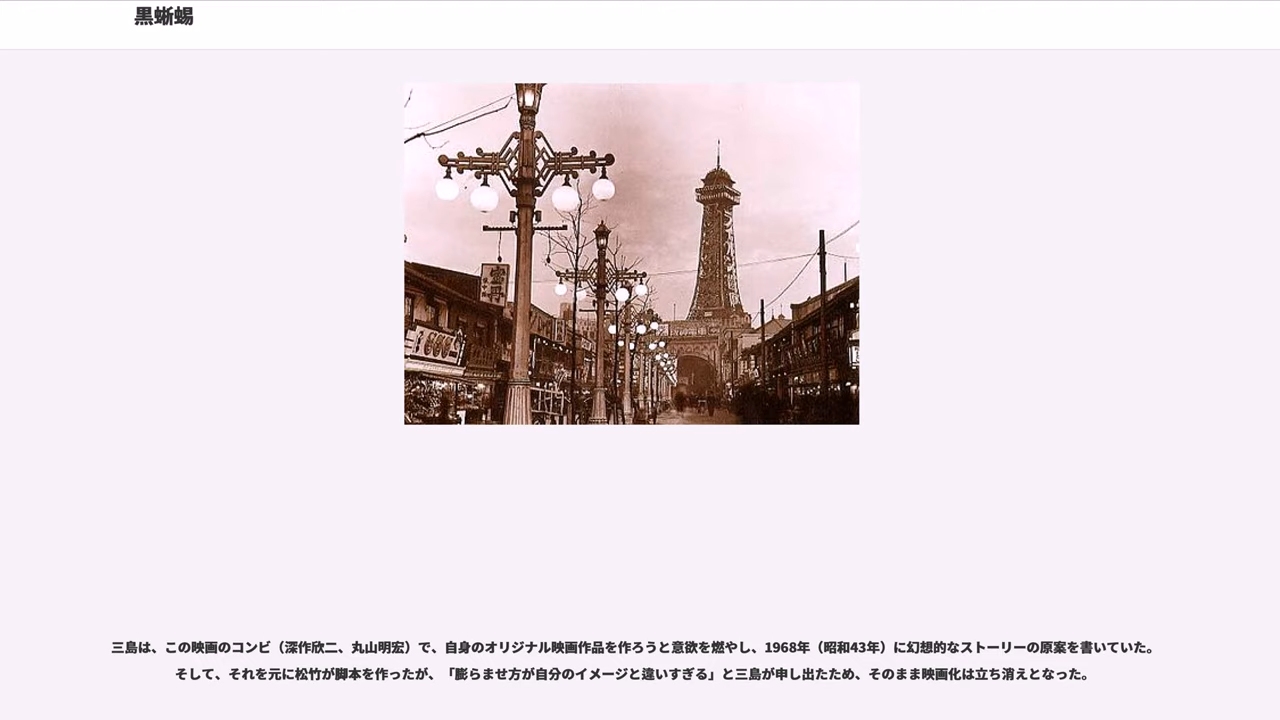 黒蜥蜴
三島は、この映画のコンビ（深作欣二、丸山明宏）で、自身のオリジナル映画作品を作ろうと意欲を燃やし、1968年（昭和43年）に幻想的なストーリーの原案を書いていた。
そして、それを元に松竹が脚本を作ったが、「膨らませ方が自分のイメージと違いすぎる」と三島が申し出たため、そのまま映画化は立ち消えとなった。